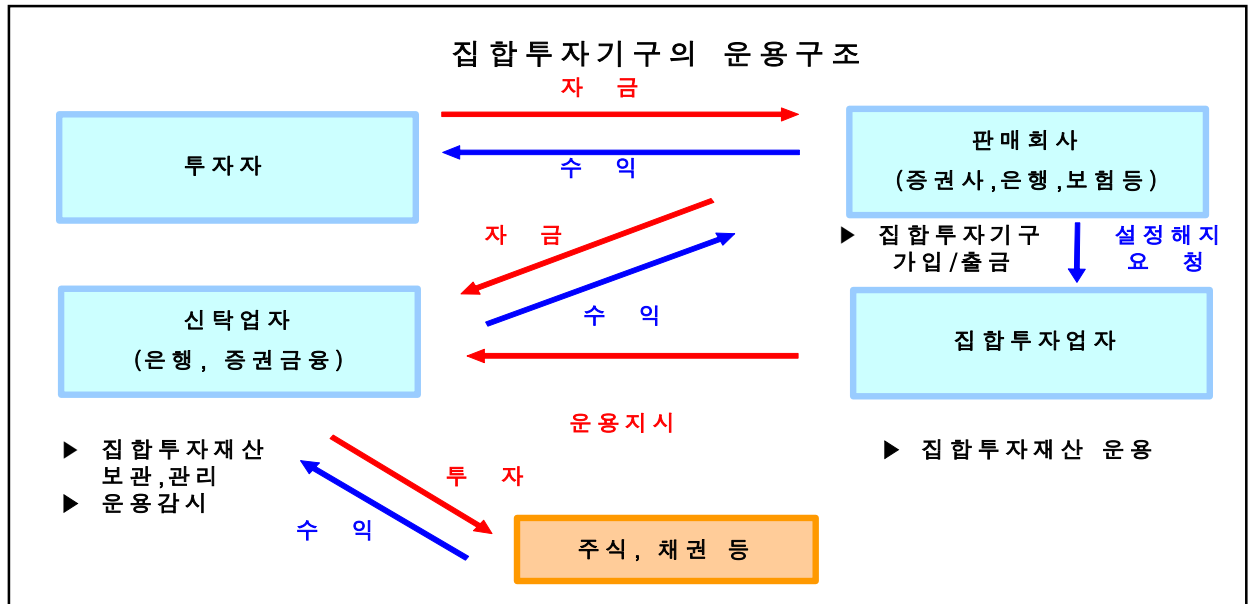 집합투자기구의 운용구조
자 금
투자자
수 익
판매회사
(증권사,은행,보험등)
자 금
▶ 집합투자기구
가입/출금
설정해지
요 청
신탁업자
(은행, 증권금융)
수 익
집합투자업자
운용지시
▶ 집합투자재산
보관,관리
▶ 운용감시
▶ 집합투자재산 운용
투 자
수 익
주식, 채권 등